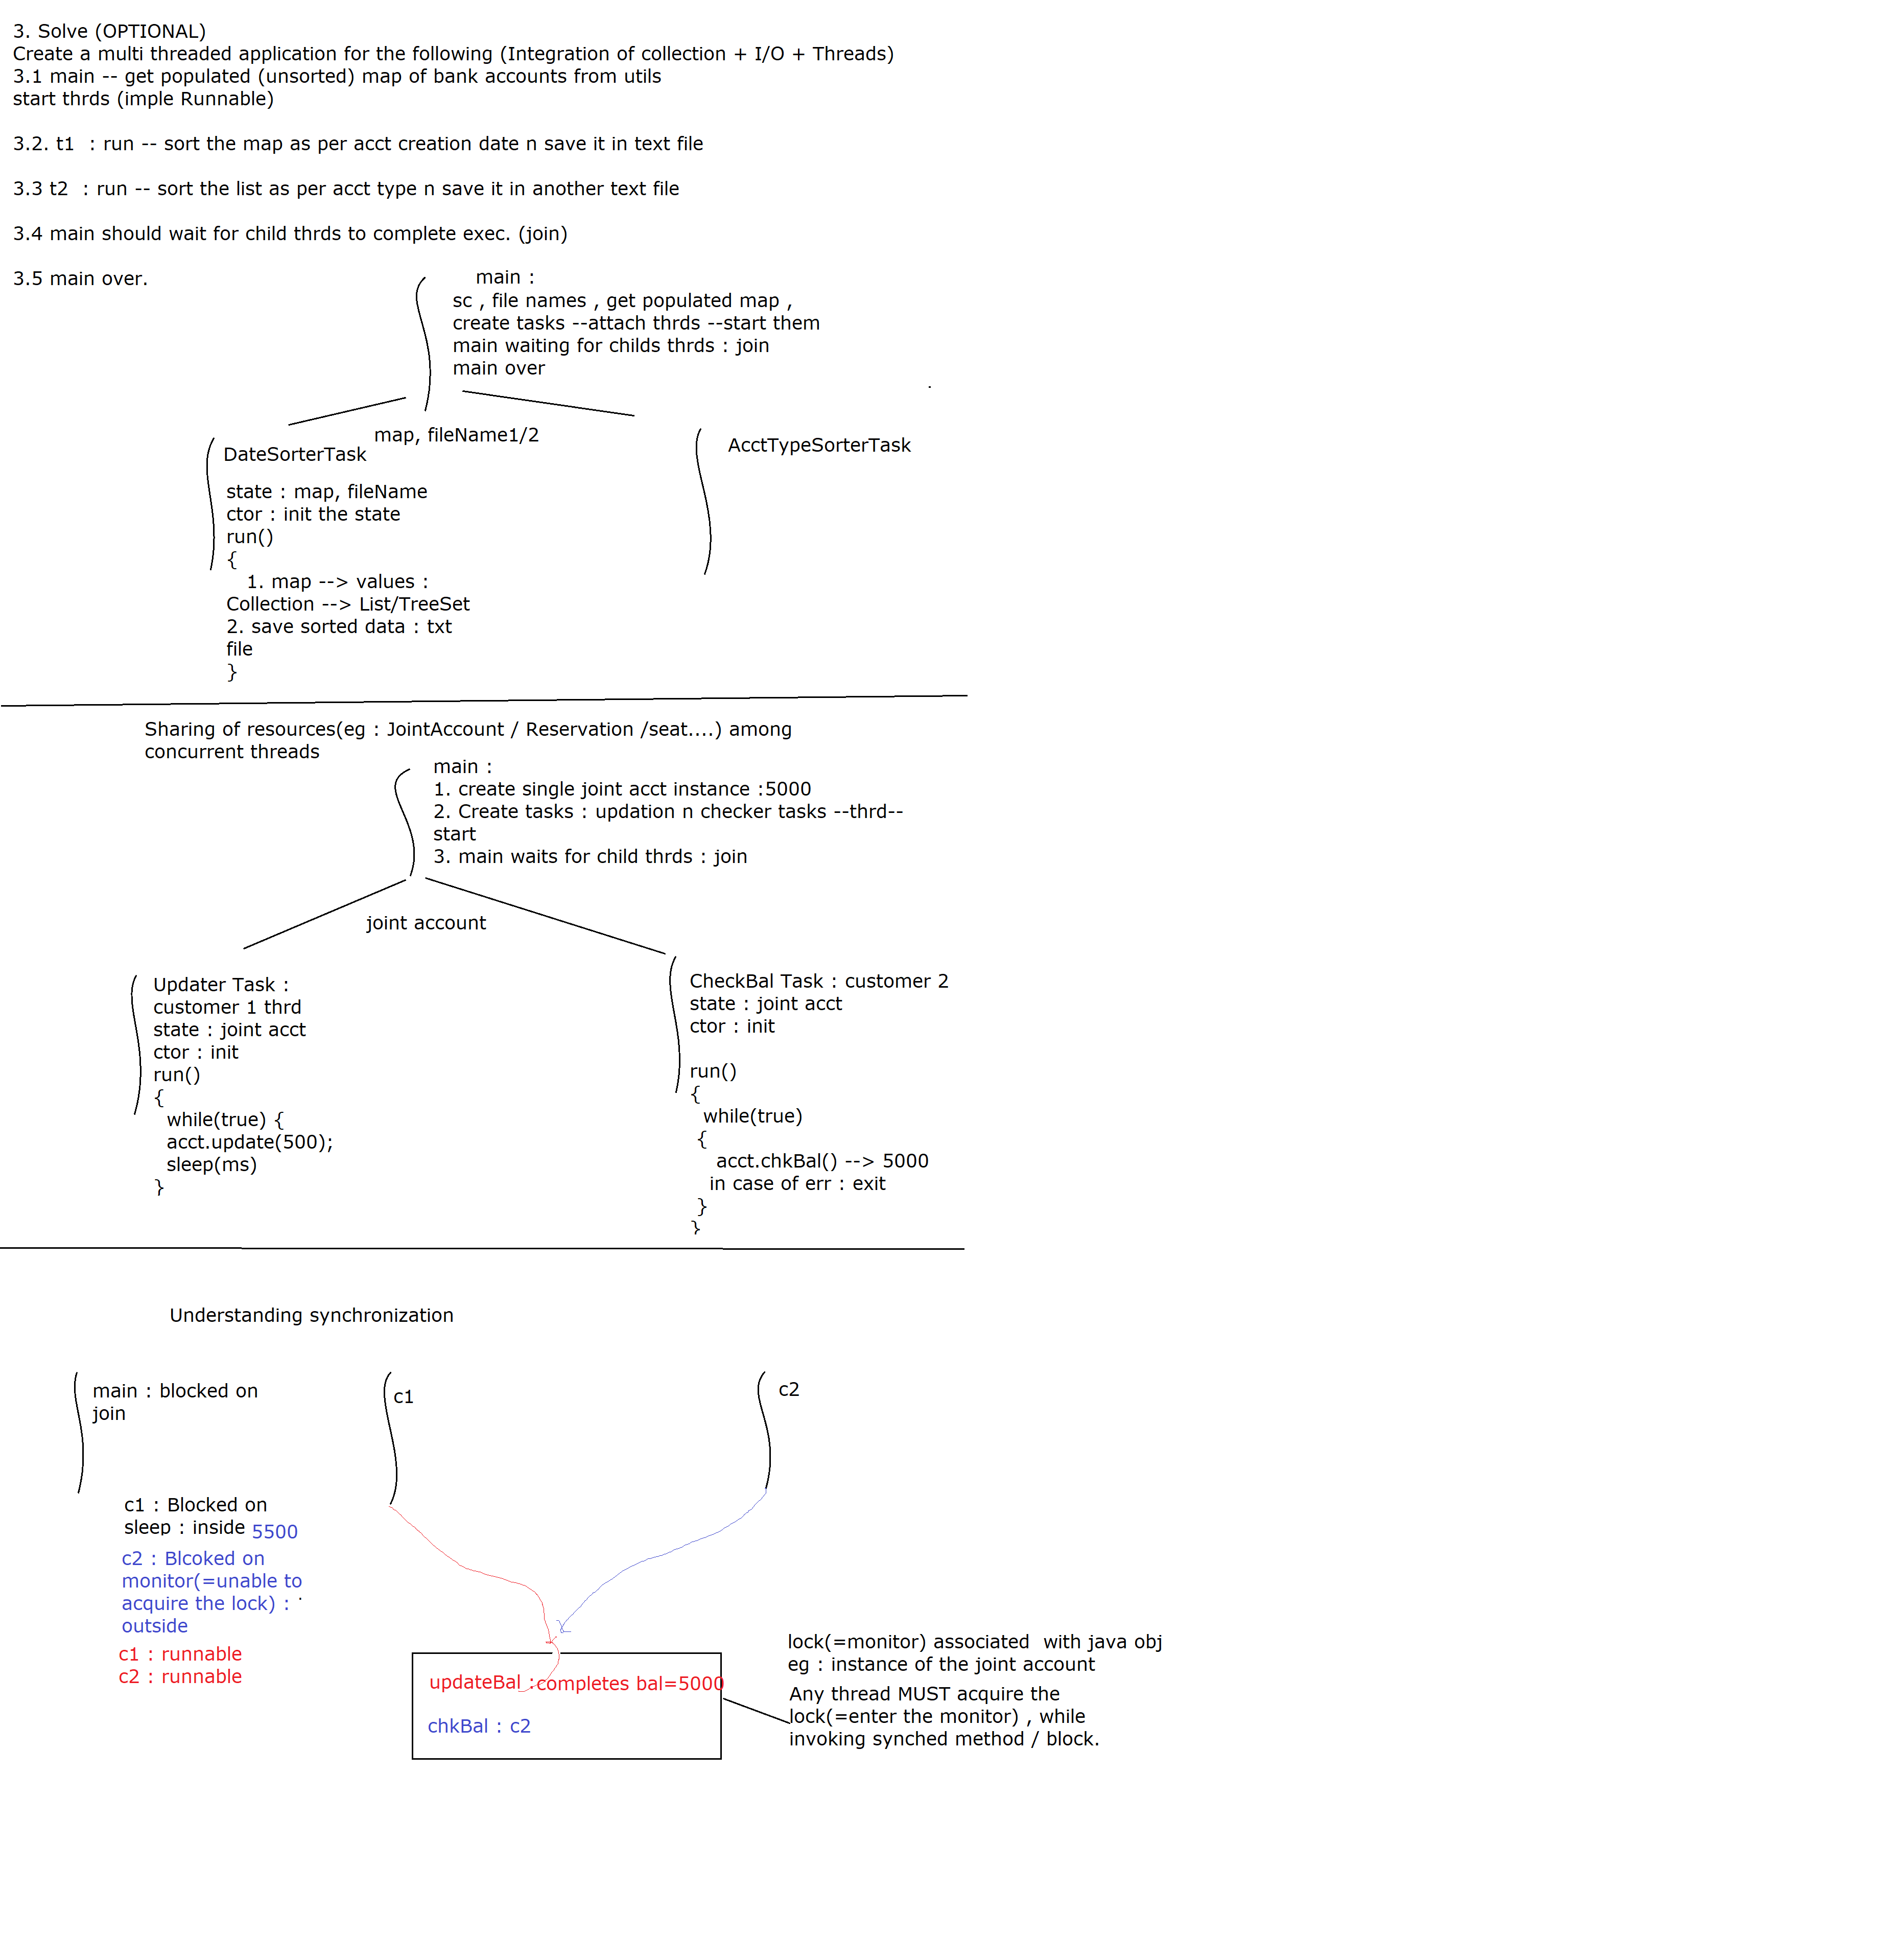 3. Solve (OPTIONAL)
Create a multi threaded application for the following (Integration of collection + I/O + Threads)
3.1 main -- get populated (unsorted) map of bank accounts from utils
start thrds (imple Runnable)
3.2. t1  : run -- sort the map as per acct creation date n save it in text file
3.3 t2  : run -- sort the list as per acct type n save it in another text file
3.4 main should wait for child thrds to complete exec. (join)
3.5 main over.
main :
sc , file names , get populated map ,
create tasks --attach thrds --start them
main waiting for childs thrds : join
main over
map, fileName1/2
DateSorterTask
state : map, fileName
ctor : init the state
run()
{
1. map --> values :
Collection --> List/TreeSet
2. save sorted data : txt
file
}
AcctTypeSorterTask
Sharing of resources(eg : JointAccount / Reservation /seat....) among
concurrent threads
main :
1. create single joint acct instance :5000
2. Create tasks : updation n checker tasks --thrd--
start
3. main waits for child thrds : join
joint account
Updater Task :
customer 1 thrd
state : joint acct
ctor : init
run()
{
while(true) {
acct.update(500);
sleep(ms)
}
CheckBal Task : customer 2
state : joint acct
ctor : init
run()
{
while(true)
{
acct.chkBal() --> 5000
in case of err : exit
}
}
Understanding synchronization
main : blocked on
join
c1
c2
c1 : Blocked on
sleep : inside 5500
c2 : Blcoked on
monitor(=unable to
acquire the lock) :
outside
c1 : runnable
c2 : runnable
updateBal :completes bal=5000
chkBal : c2
lock(=monitor) associated  with java obj
eg : instance of the joint account
Any thread MUST acquire the
lock(=enter the monitor) , while
invoking synched method / block.